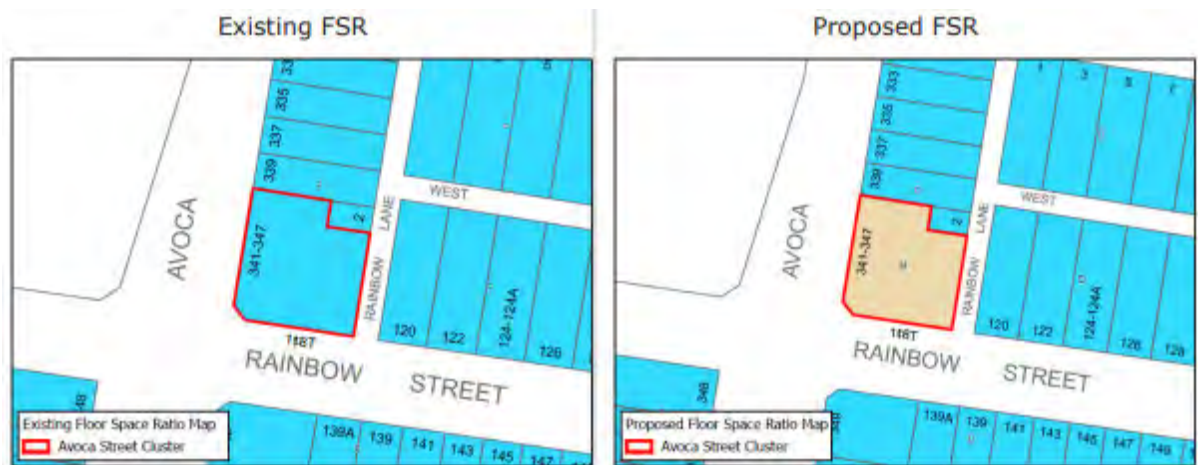 Existing FSR
335
337
339
341-347
AVOCA
WEST
2
LANE
RAINBOW
120
122
124-124A
126
RAINBOW
STREET
Existing Floor Space Ratio Map
Avoca Street Cluster
139A
139
141
143
145
147
Proposed FSR
333
335
337
339
341-347
AVOCA
1
3
7
WEST
2
LANE
RAINBOW
120
122
124-124A
126
128
RAINBOW
STREET
Proposed Floor Space Ratio Map
Avoca Street Cluster
139A
139
141
143
145
147